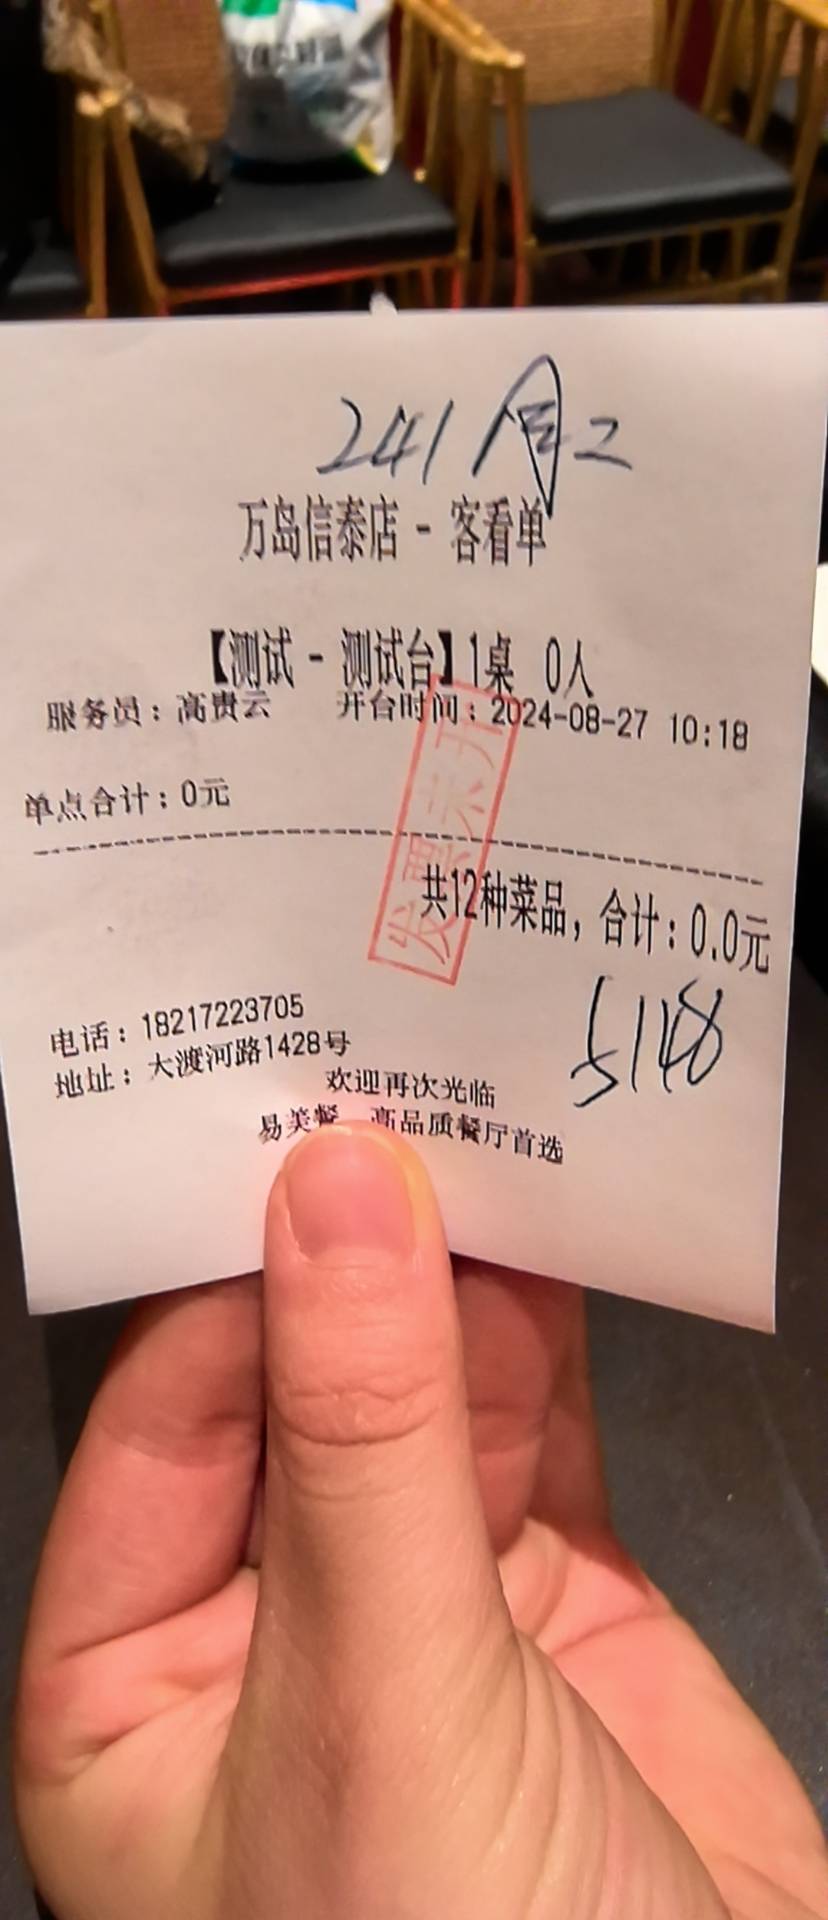 241 周二
万岛信泰店 - 客看单
【测试 - 测试台】1桌 0人
服务员：高贵云 开台时间：2024-08-27 10:18
单点合计：0元
发票未开
共12种菜品，合计：0.0元
5148
电话：18217223705
地址：大渡河路1428号
欢迎再次光临
易美餐 高品质餐厅首选